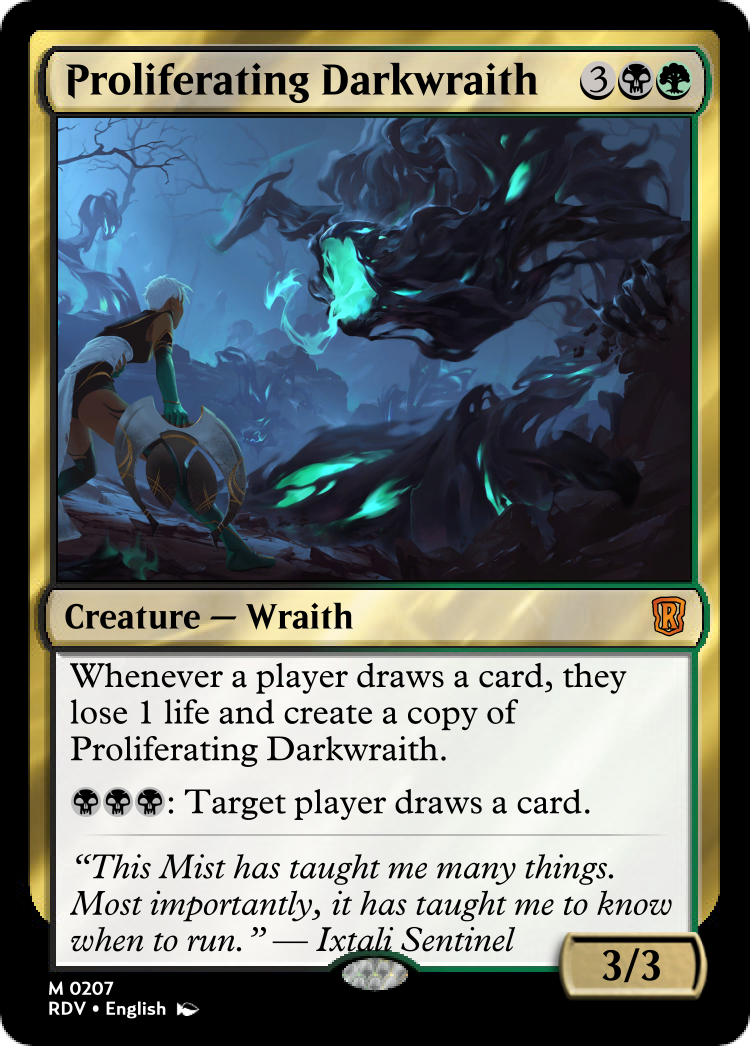 Proliferating Darkwraith 3
Creature — Wraith R
Whenever a player draws a card, they
lose 1 life and create a copy of
Proliferating Darkwraith.
: Target player draws a card.
“This Mist has taught me many things.
Most importantly, it has taught me to know
when to run.” — Ixtali Sentinel
3/3
M 0207
RDV • English